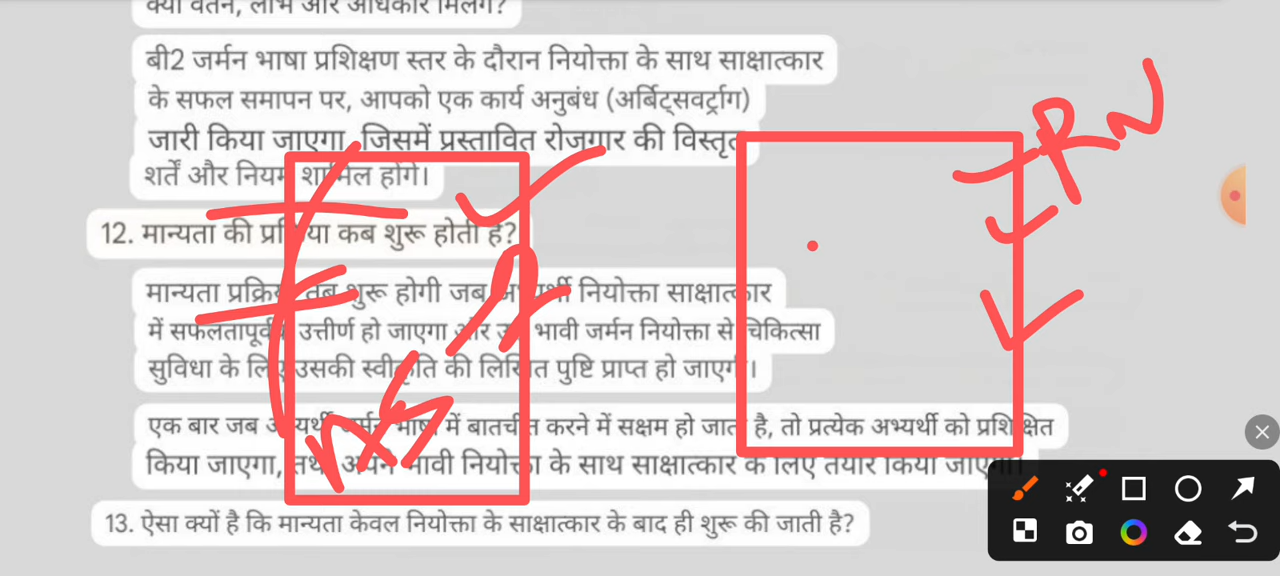 क्या वेतन, लाभ और अधिकार मिलेंगे?
बी2 जर्मन भाषा प्रशिक्षण स्तर के दौरान नियोक्ता के साथ साक्षात्कार
के सफल समापन पर, आपको एक कार्य अनुबंध (अर्बिट्सवर्ट्राग)
जारी किया जाएगा, जिसमें प्रस्तावित रोजगार की विस्तृत
शर्तें और नियम शामिल होंगे।
12. मान्यता की प्रक्रिया कब शुरू होती है?
मान्यता प्रक्रिया तब शुरू होगी जब अभ्यर्थी नियोक्ता साक्षात्कार
में सफलतापूर्वक उत्तीर्ण हो जाएगा और भावी जर्मन नियोक्ता से चिकित्सा
सुविधा के लिए उसकी स्वीकृति की लिखित पुष्टि प्राप्त हो जाएगी।
एक बार जब अभ्यर्थी जर्मन भाषा में बातचीत करने में सक्षम हो जाता है, तो प्रत्येक अभ्यर्थी को प्रशिक्षित
किया जाएगा, तथा अपने भावी नियोक्ता के साथ साक्षात्कार के लिए तैयार किया जाएगा।
13. ऐसा क्यों है कि मान्यता केवल नियोक्ता के साक्षात्कार के बाद ही शुरू की जाती है?
RN